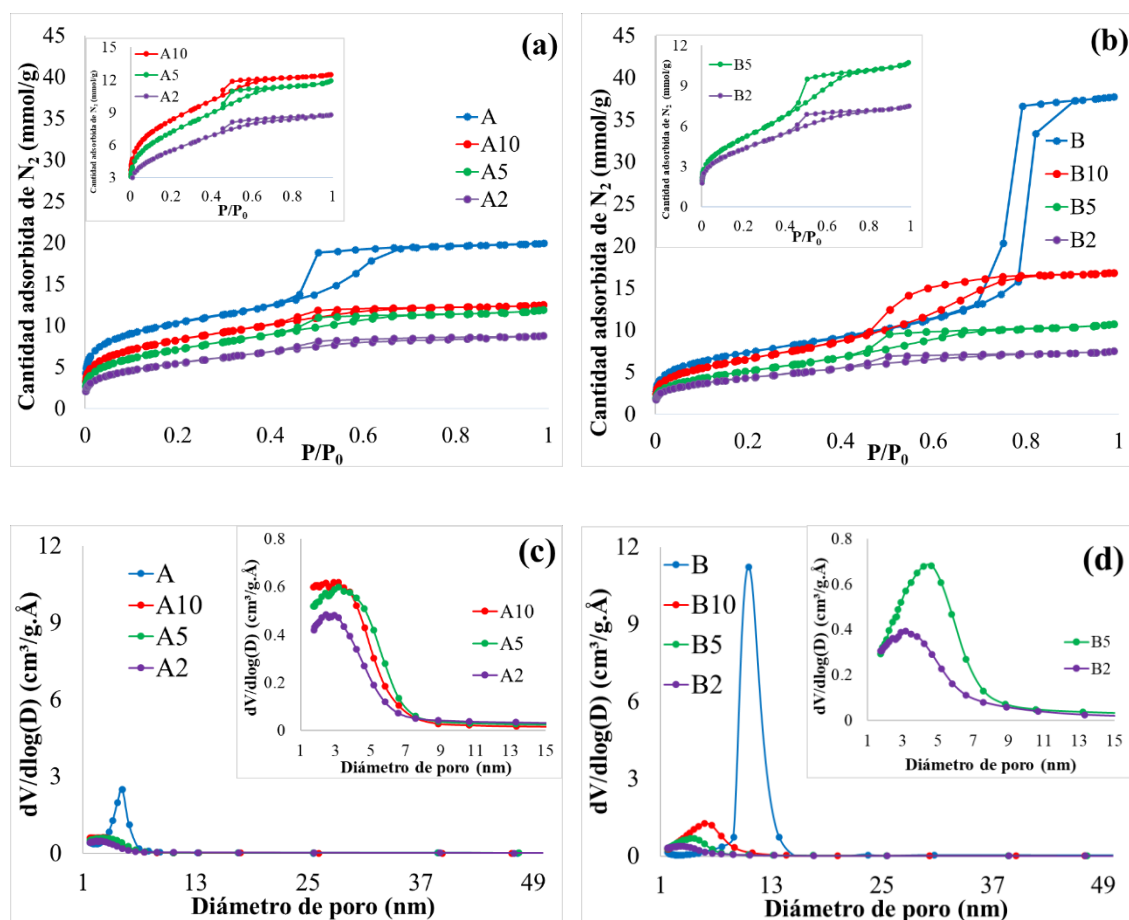 (a)
Cantidad adsorbida de N₂ (mmol/g)
45
40
35
30
25
20
15
10
5
0
0
0.2
0.4
0.6
0.8
1
P/P₀
A
A10
A5
A2
Cantidad adsorbida de N₂ (mmol/g)
15
12
9
6
3
0
0.2
0.4
0.6
0.8
1
P/P₀
A10
A5
A2
(b)
Cantidad adsorbida de N₂ (mmol/g)
45
40
35
30
25
20
15
10
5
0
0
0.2
0.4
0.6
0.8
1
P/P₀
B
B10
B5
B2
Cantidad adsorbida de N₂ (mmol/g)
12
9
6
3
0
0
0.2
0.4
0.6
0.8
1
P/P₀
B5
B2
(c)
dV/dlog(D) (cm³/g.Å)
12
9
6
3
0
1
13
25
37
49
Diámetro de poro (nm)
A
A10
A5
A2
dV/dlog(D) (cm³/g.Å)
0.8
0.6
0.4
0.2
0
1
3
5
7
9
11
13
15
Diámetro de poro (nm)
A10
A5
A2
(d)
dV/dlog(D) (cm³/g.Å)
12
9
6
3
0
1
13
25
37
49
Diámetro de poro (nm)
B
B10
B5
B2
dV/dlog(D) (cm³/g.Å)
0.8
0.6
0.4
0.2
0
1
3
5
7
9
11
13
15
Diámetro de poro (nm)
B5
B2